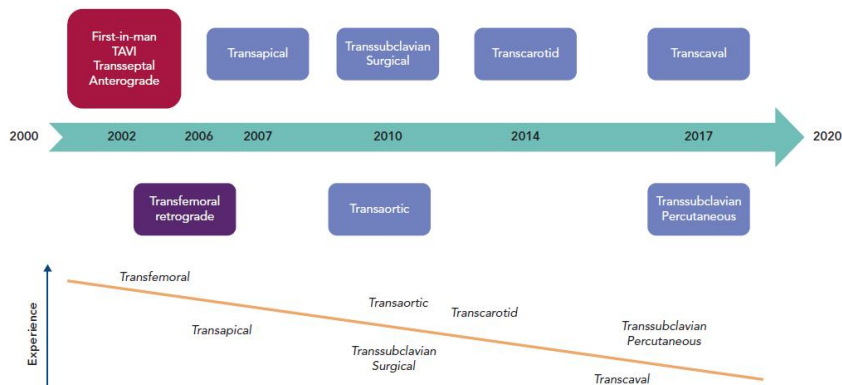 First-in-man
TAVI
Transseptal
Anterograde
Transapical
Transsubclavian
Surgical
Transcarotid
Transcaval
2000
2002
2006
2007
2010
2014
2017
2020
Transfemoral
retrograde
Transaortic
Transsubclavian
Percutaneous
Experience
Transfemoral
Transapical
Transaortic
Transcarotid
Transsubclavian
Surgical
Transsubclavian
Percutaneous
Transcaval